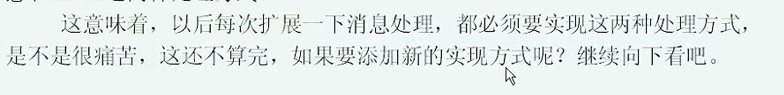 这意味着，以后每次扩展一下消息处理，都必须要实现这两种处理方式，
是不是很痛苦，这还不算完，如果要添加新的实现方式呢？继续向下看吧。